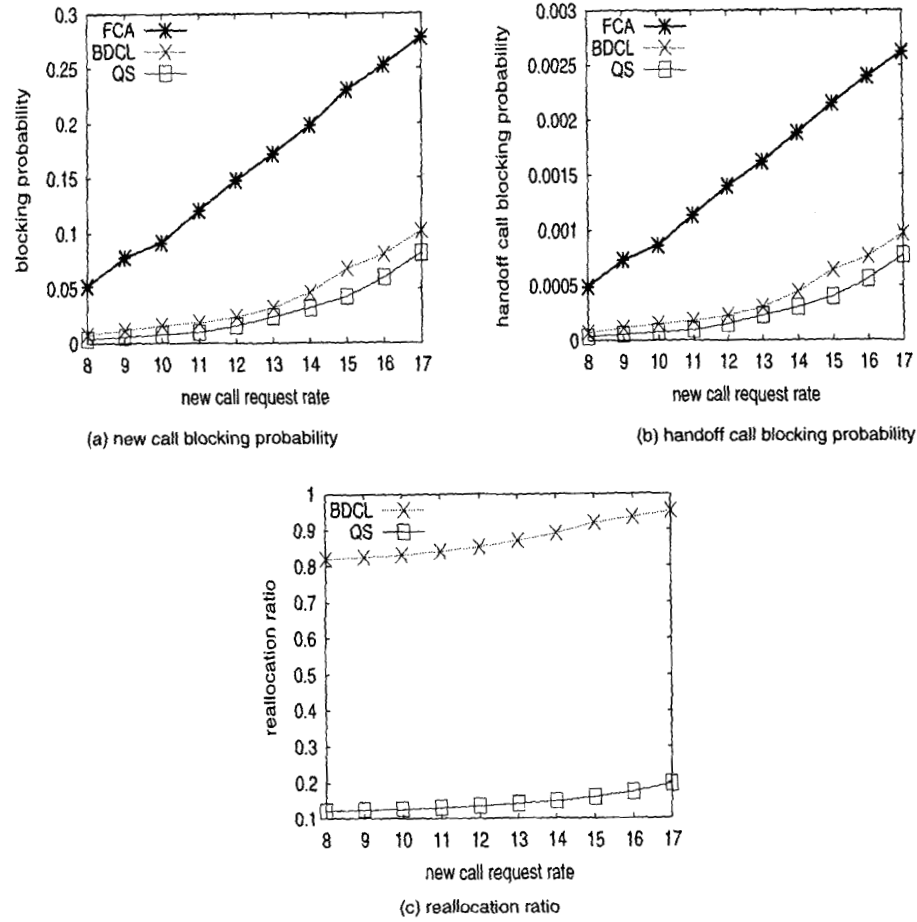 0.3
0.25
0.2
0.15
0.1
0.05
0
blocking probability
FCA
BDCL
QS
8 9 10 11 12 13 14 15 16 17
new call request rate
(a) new call blocking probability
0.003
0.0025
0.002
0.0015
0.001
0.0005
0
handoff call blocking probability
FCA
BDCL
QS
8 9 10 11 12 13 14 15 16 17
new call request rate
(b) handoff call blocking probability
1
0.9
0.8
0.7
0.6
0.5
0.4
0.3
0.2
0.1
reallocation ratio
BDCL
QS
8 9 10 11 12 13 14 15 16 17
new call request rate
(c) reallocation ratio